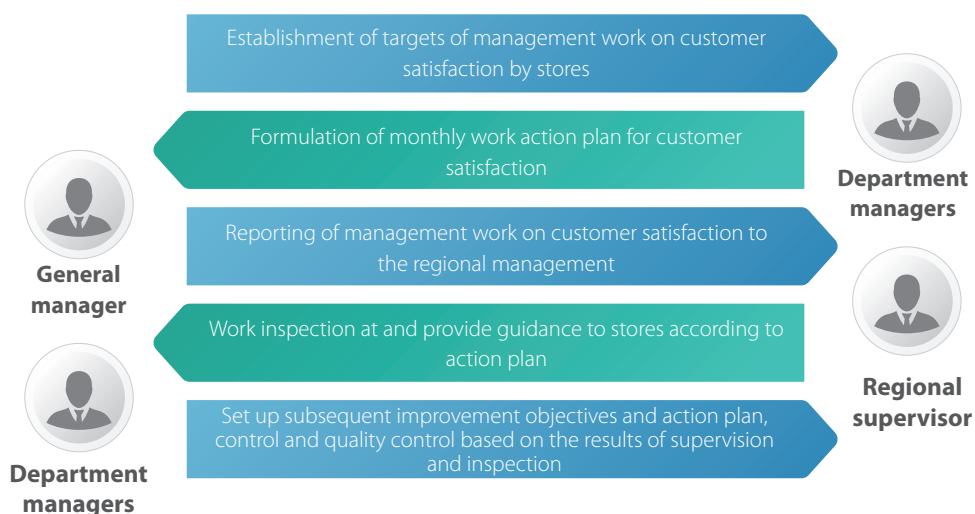 Establishment of targets of management work on customer
satisfaction by stores
Formulation of monthly work action plan for customer
satisfaction
Department
managers
General
manager
Reporting of management work on customer satisfaction to
the regional management
Work inspection at and provide guidance to stores according to
action plan
Regional
supervisor
Set up subsequent improvement objectives and action plan,
control and quality control based on the results of supervision
and inspection
Department
managers